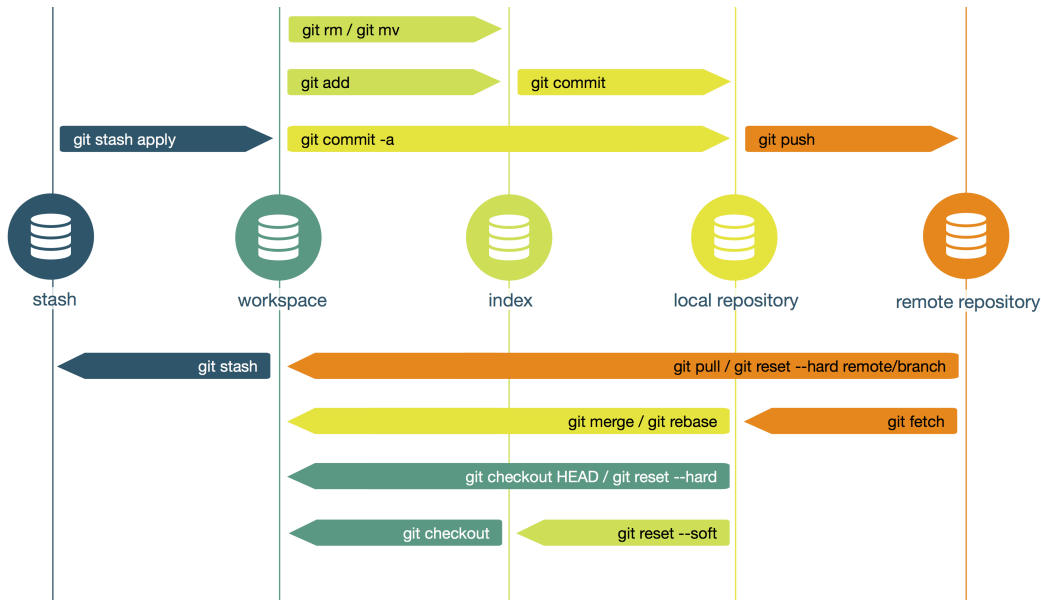 git rm / git mv
git add
git commit
git stash apply
git commit -a
git push
stash
workspace
index
local repository
remote repository
git stash
git pull / git reset --hard remote/branch
git merge / git rebase
git fetch
git checkout HEAD / git reset --hard
git checkout
git reset --soft